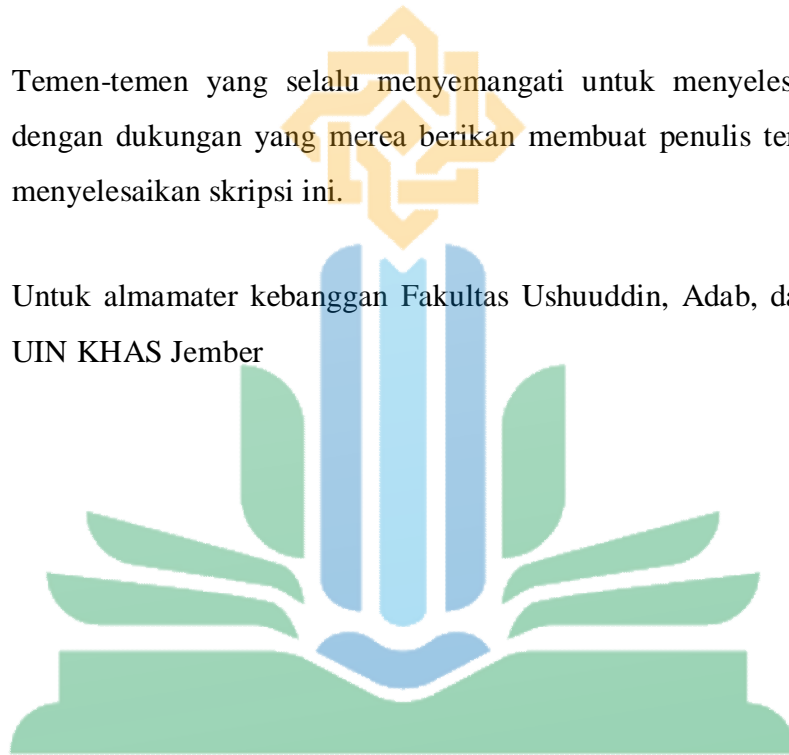 Temen-temen yang selalu menyemangati untuk menyeles
dengan dukungan yang merea berikan membuat penulis ter
menyelesaikan skripsi ini.
Untuk almamater kebanggan Fakultas Ushuuddin, Adab, da
UIN KHAS Jember